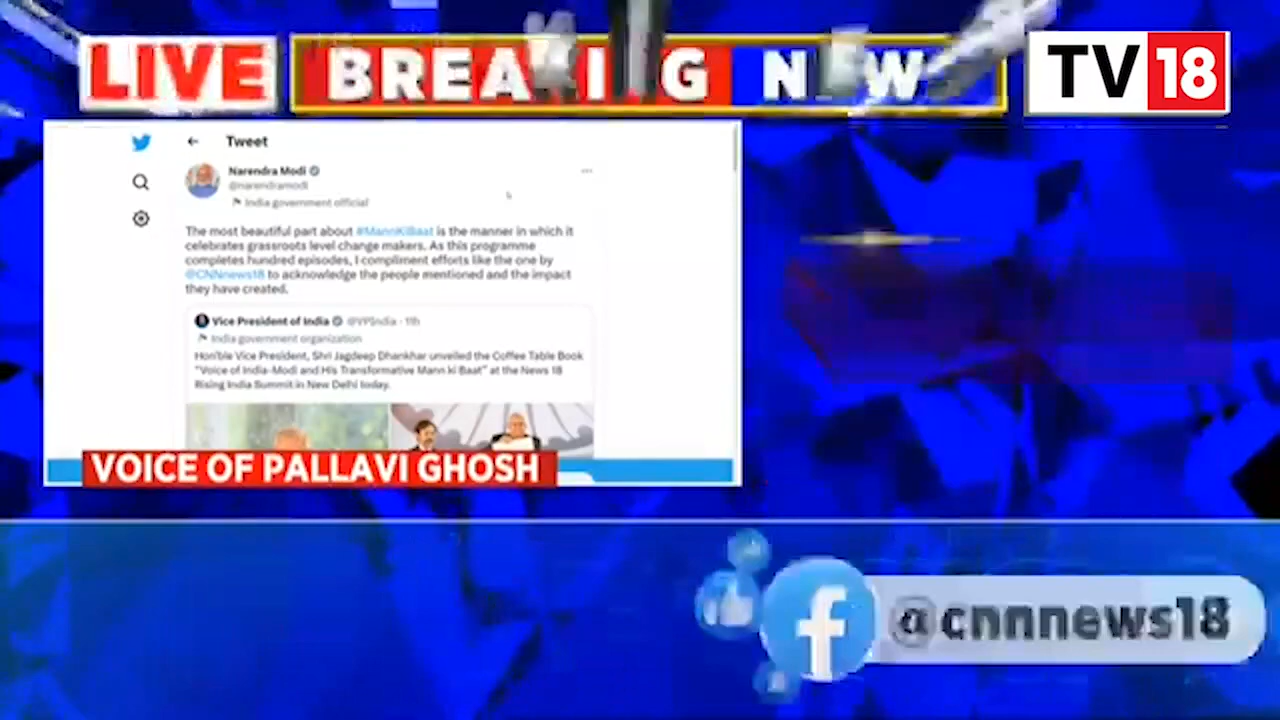 LIVE
BREAKING NEWS
TV18
Tweet
Narendra Modi
@narendramodi
India government official
The most beautiful part about #MannKiBaat is the manner in which it
celebrates grassroots level change makers. As this programme
completes hundred episodes, I compliment efforts like the one by
@CNNnews18 to acknowledge the people mentioned and the impact
they have created.
Vice President of India @VPIndia · 11h
India government organization
Hon'ble Vice President, Shri Jagdeep Dhankhar unveiled the Coffee Table Book
"Voice of India-Modi and His Transformative Mann ki Baat" at the News 18
Rising India Summit in New Delhi today.
VOICE OF PALLAVI GHOSH
f @cnnnews18